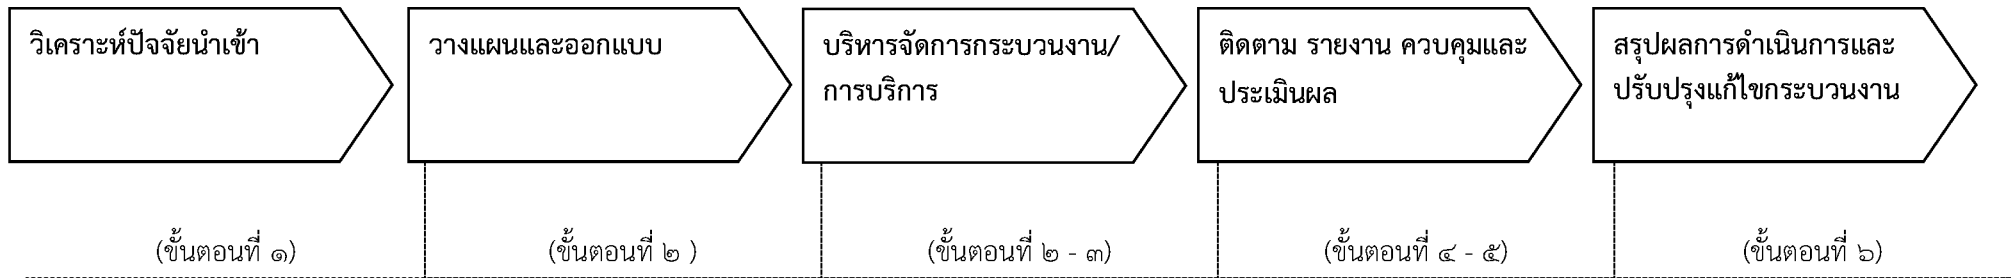 วิเคราะห์ปัจจัยนำเข้า
วางแผนและออกแบบ
บริหารจัดการกระบวนงาน/
การบริการ
ติดตาม รายงาน ควบคุมและ
ประเมินผล
สรุปผลการดำเนินการและ
ปรับปรุงแก้ไขกระบวนงาน
(ขั้นตอนที่ ๑)
(ขั้นตอนที่ ๒ )
(ขั้นตอนที่ ๒ - ๓)
(ขั้นตอนที่ ๔ - ๕)
(ขั้นตอนที่ ๖)